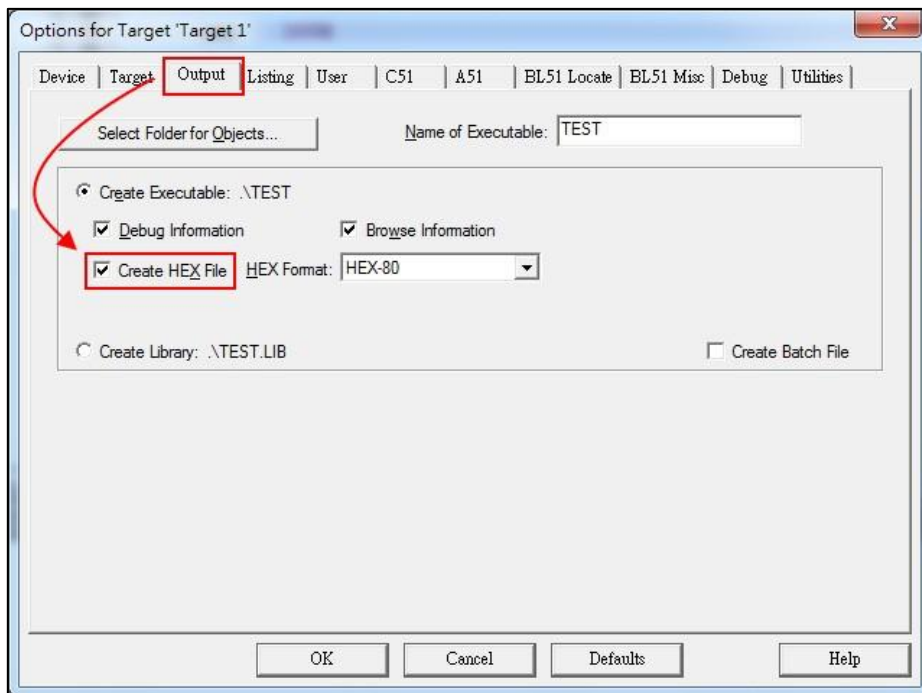 Options for Target 'Target 1'
Device Target Output Listing User C51 A51 BL51 Locate BL51 Misc Debug Utilities
Select Folder for Objects... Name of Executable: TEST
Create Executable: .\TEST
Debug Information Browse Information
Create HEX File HEX Format: HEX-80
Create Library: .\TEST.LIB Create Batch File
OK Cancel Defaults Help